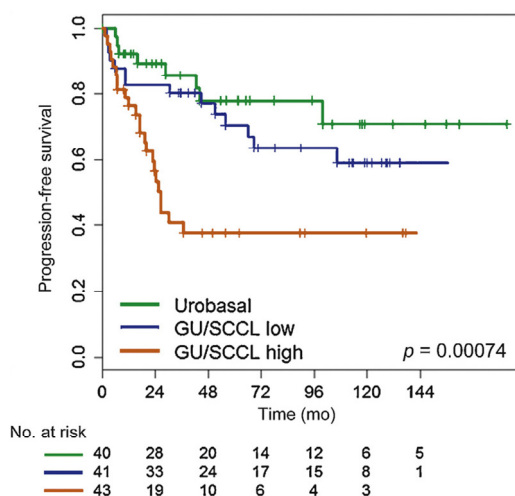 Progression-free survival
1.0
0.8
0.6
0.4
0.2
0.0
Urobasal
GU/SCCL low
GU/SCCL high
p = 0.00074
0 24 48 72 96 120 144
Time (mo)
No. at risk
40 28 20 14 12 6 5
41 33 24 17 15 8 1
43 19 10 6 4 3